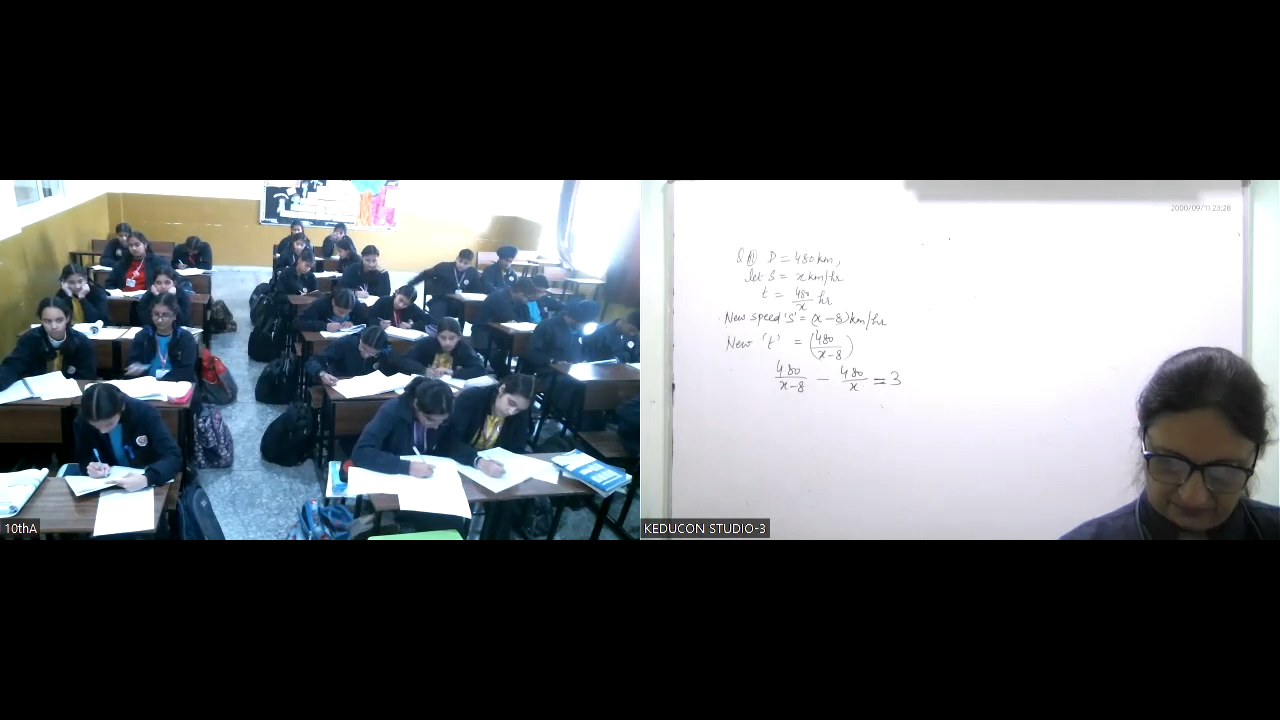 2000/09/11 23:28
D = 480 km,
let S = x km/hr
t = 480/x hr
New speed 'S' = (x-8) km/hr
New 't' = (480/x-8)
480/x-8 - 480/x = 3
10thA
KEDUCON STUDIO-3